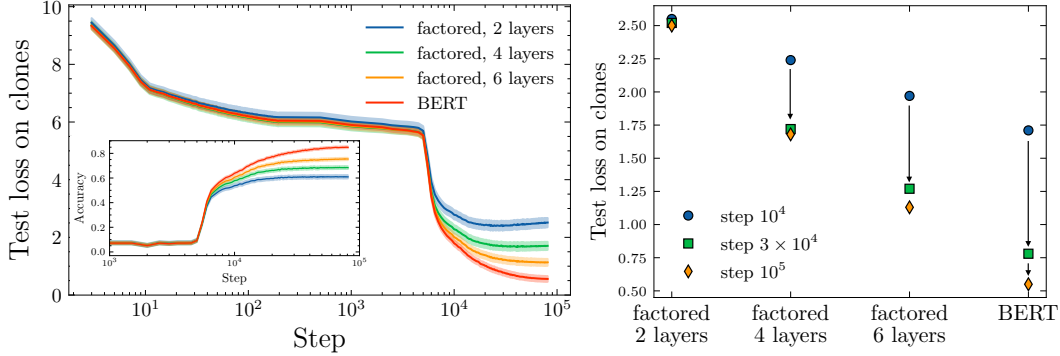 10
8
6
4
2
0
Test loss on clones
factored, 2 layers
factored, 4 layers
factored, 6 layers
BERT
0.8
0.6
0.4
0.2
0.0
Accuracy
10³
10⁴
10⁵
Step
10¹
10²
10³
10⁴
10⁵
Step
2.50
2.25
2.00
1.75
1.50
1.25
1.00
0.75
0.50
Test loss on clones
step 10⁴
step 3 × 10⁴
step 10⁵
factored
2 layers
factored
4 layers
factored
6 layers
BERT